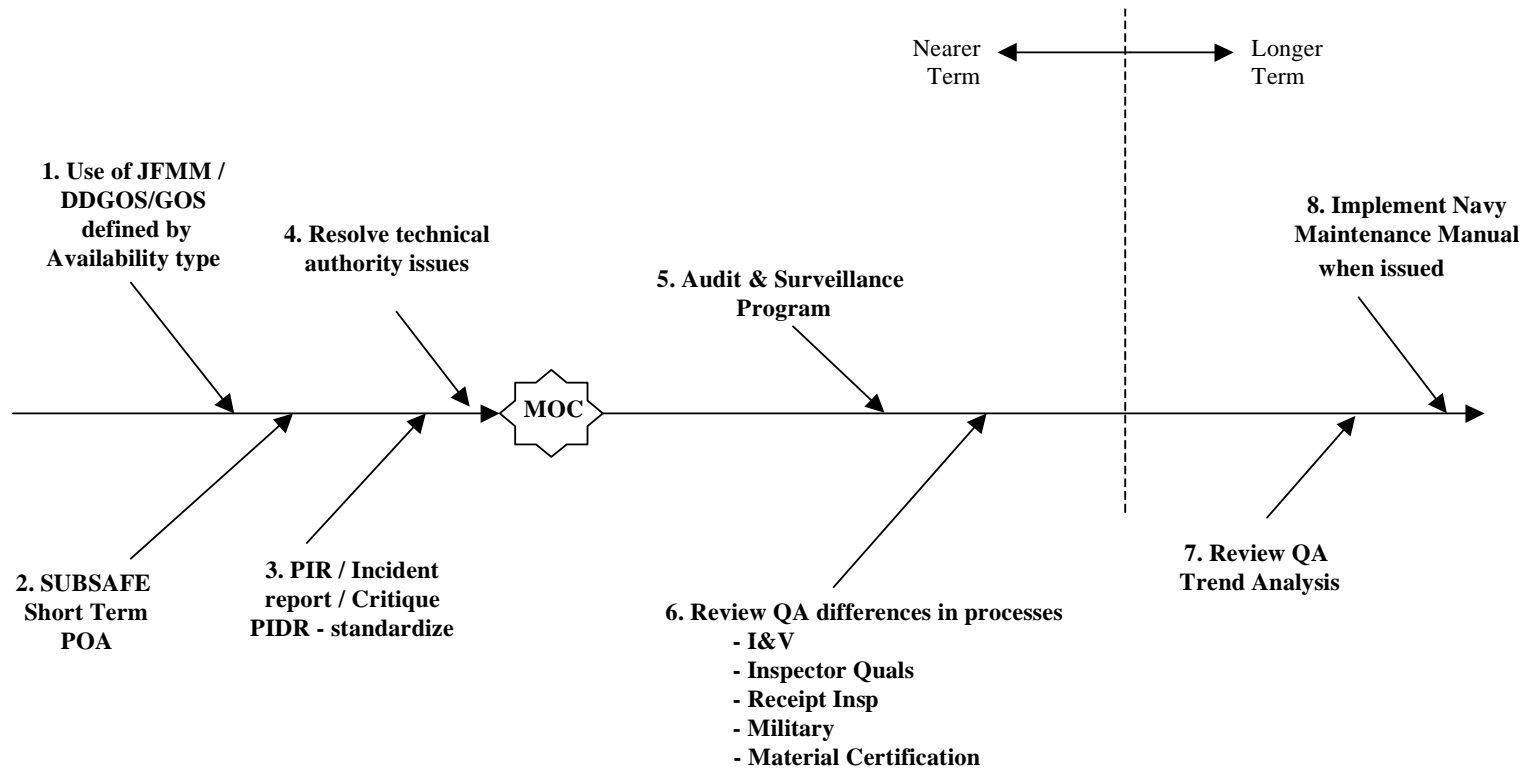 Nearer
Term
Longer
Term
1. Use of JFMM /
DDGOS/GOS
defined by
Availability type
4. Resolve technical
authority issues
5. Audit & Surveillance
Program
8. Implement Navy
Maintenance Manual
when issued
MOC
2. SUBSAFE
Short Term
POA
3. PIR / Incident
report / Critique
PIDR - standardize
6. Review QA differences in processes
- I&V
- Inspector Quals
- Receipt Insp
- Military
- Material Certification
7. Review QA
Trend Analysis